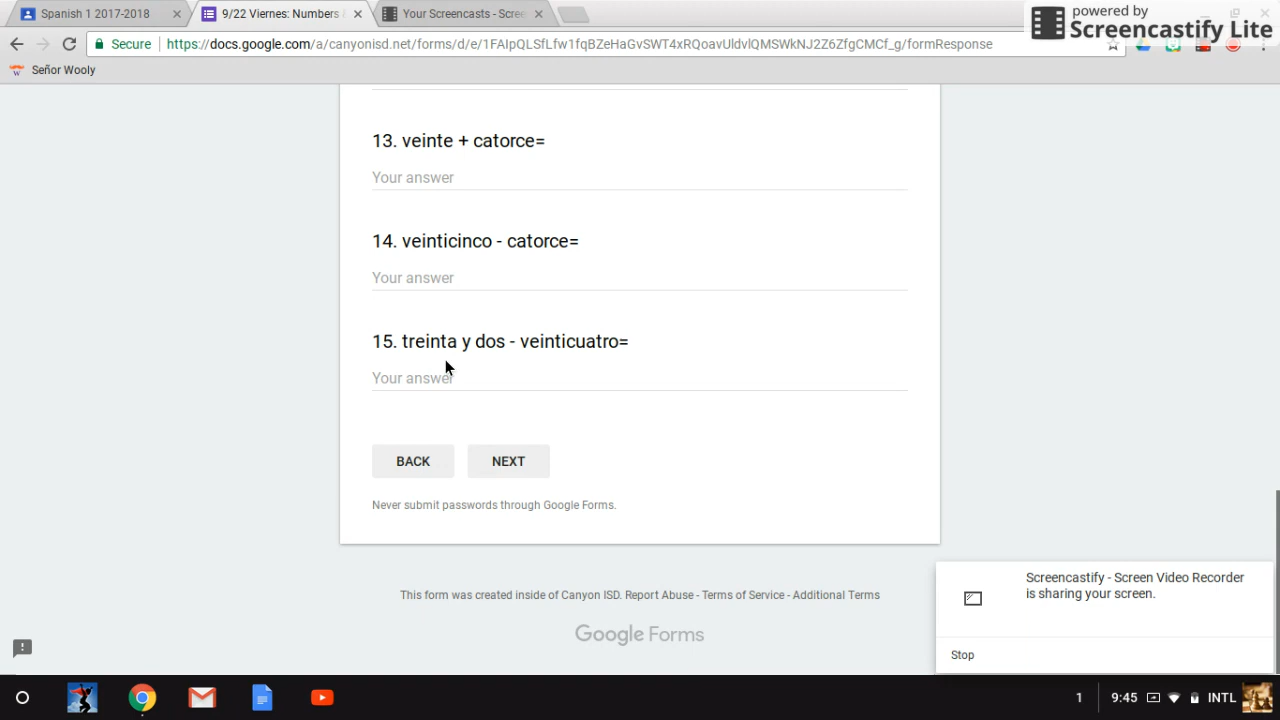 Spanish 1 2017-2018
9/22 Viernes: Numbers
Your Screencasts - Scree
powered by
Screencastify Lite
Secure
https://docs.google.com/a/canyonisd.net/forms/d/e/1FAIpQLSfLfw1fqBZeHaGvSWT4xRQoavUldvlQMSWkNJ2Z6ZfgCMCf_g/formResponse
Señor Wooly
13. veinte + catorce=
Your answer
14. veinticinco - catorce=
Your answer
15. treinta y dos - veinticuatro=
Your answer
BACK NEXT
Never submit passwords through Google Forms.
Screencastify - Screen Video Recorder
is sharing your screen.
This form was created inside of Canyon ISD. Report Abuse - Terms of Service - Additional Terms
Google Forms
Stop
1 9:45 INTL